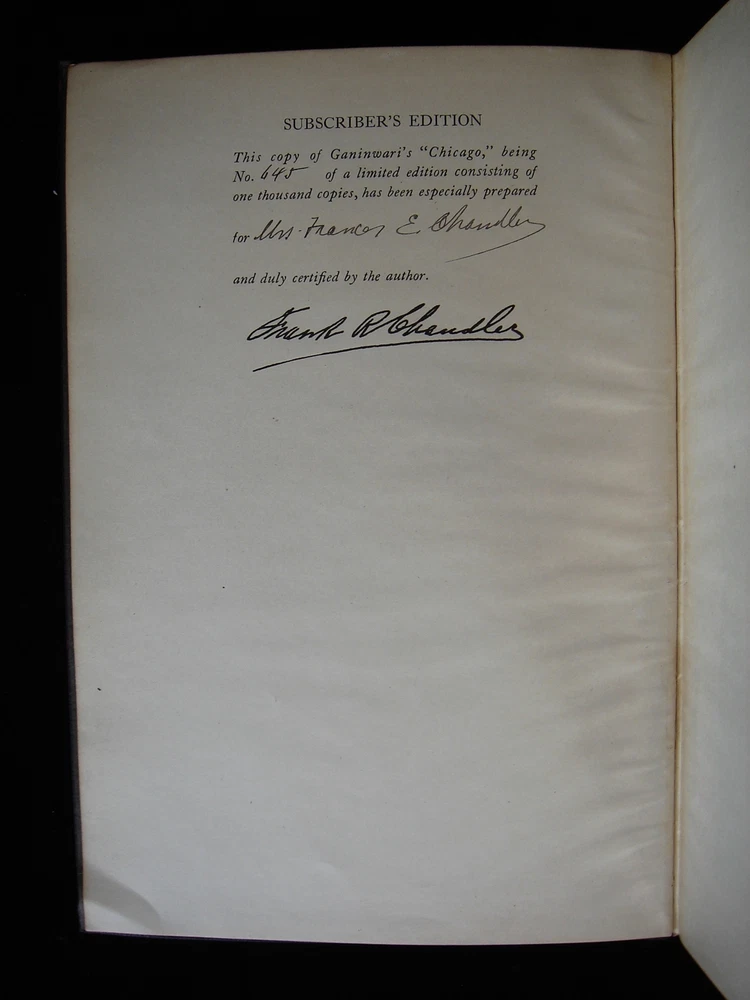 SUBSCRIBER'S EDITION
This copy of Ganinwari's "Chicago," being
No. 645 of a limited edition consisting of
one thousand copies, has been especially prepared
for Mrs. Frances E. Chandler
and duly certified by the author.
Frank R Chandler